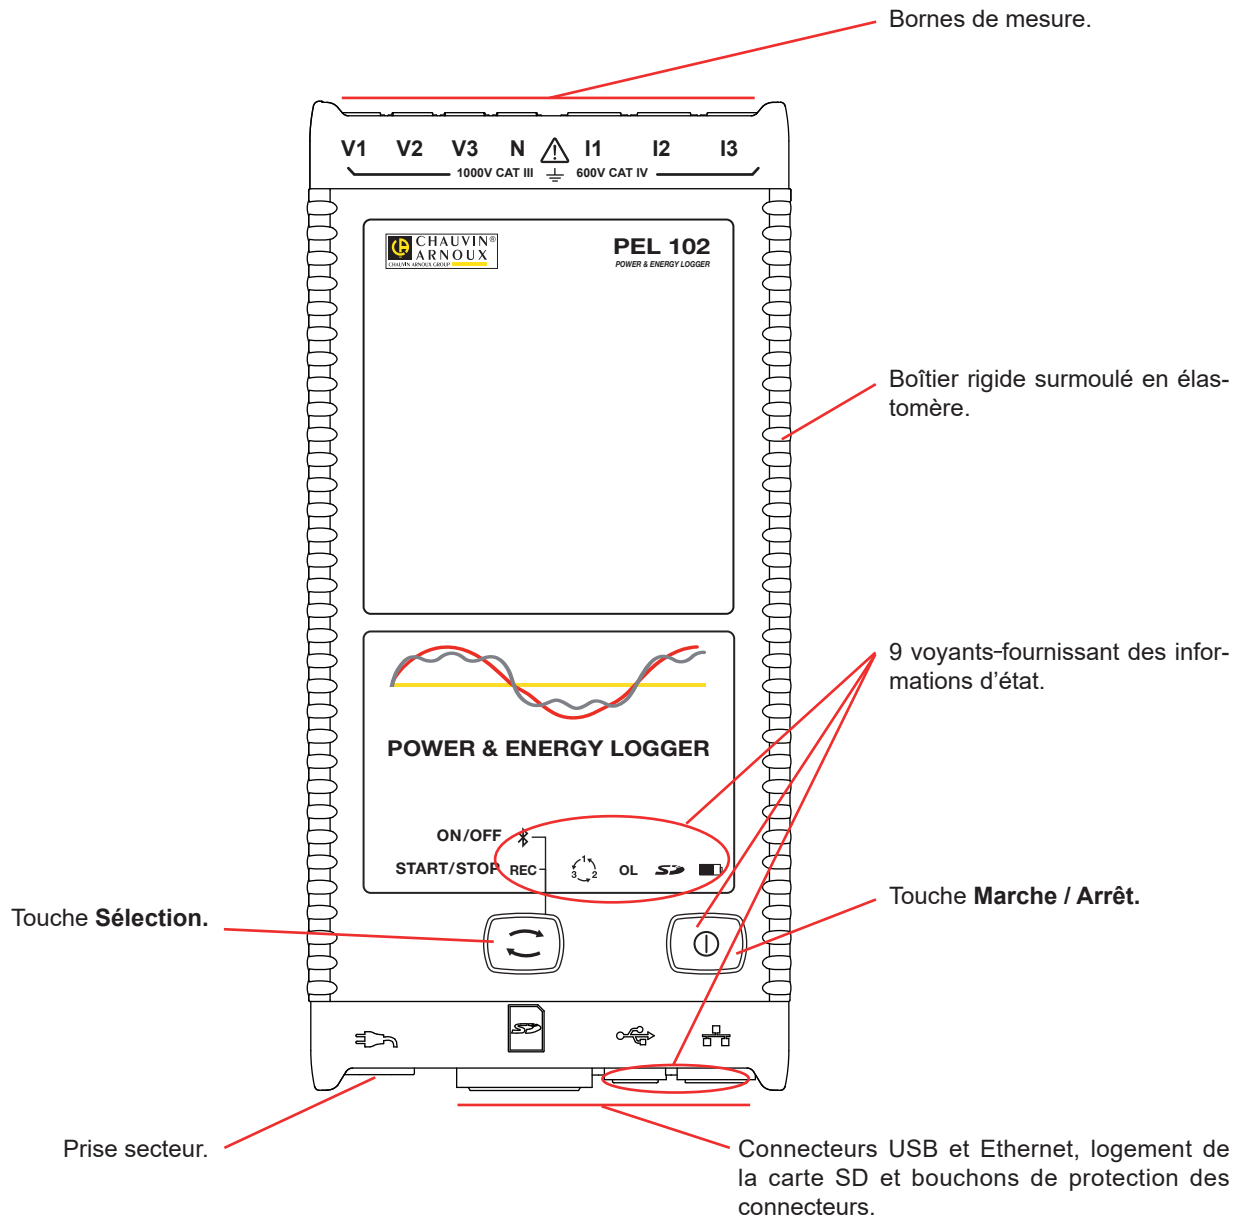 Bornes de mesure.
V1 V2 V3 N I1 I2 I3
1000V CAT III 600V CAT IV
CHAUVIN®
ARNOUX
CHAUVIN ARNOUX GROUP
PEL 102
POWER & ENERGY LOGGER
Boîtier rigide surmoulé en élas-
tomère.
9 voyants fournissant des infor-
mations d'état.
POWER & ENERGY LOGGER
ON/OFF
START/STOP REC 1 2 3 OL SD
Touche Marche / Arrêt.
Touche Sélection.
SD
Prise secteur.
Connecteurs USB et Ethernet, logement de
la carte SD et bouchons de protection des
connecteurs.